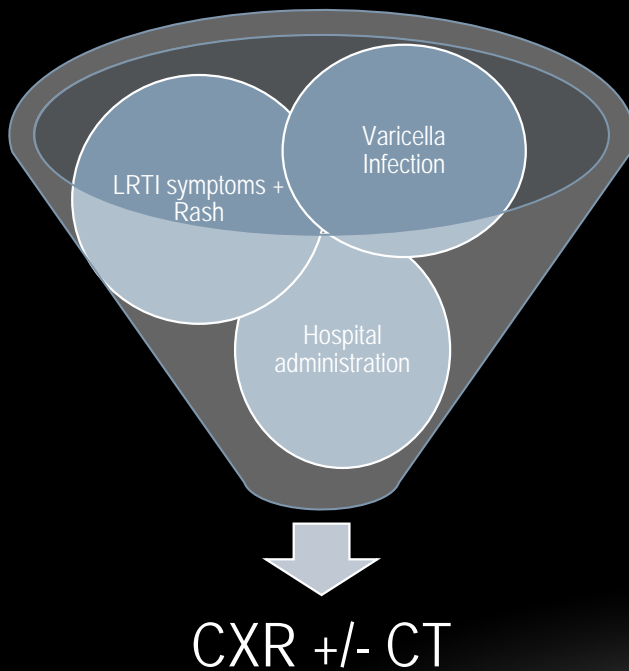 Varicella
Infection
LRTI symptoms +
Rash
Hospital
administration
CXR +/- CT